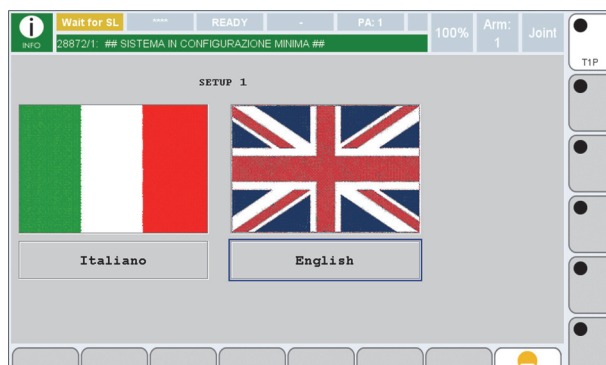 Wait for SL **** READY - PA: 1
INFO 28872/1: ## SISTEMA IN CONFIGURAZIONE MINIMA ##
100% Arm: 1 Joint
T1P
SETUP 1
Italiano English